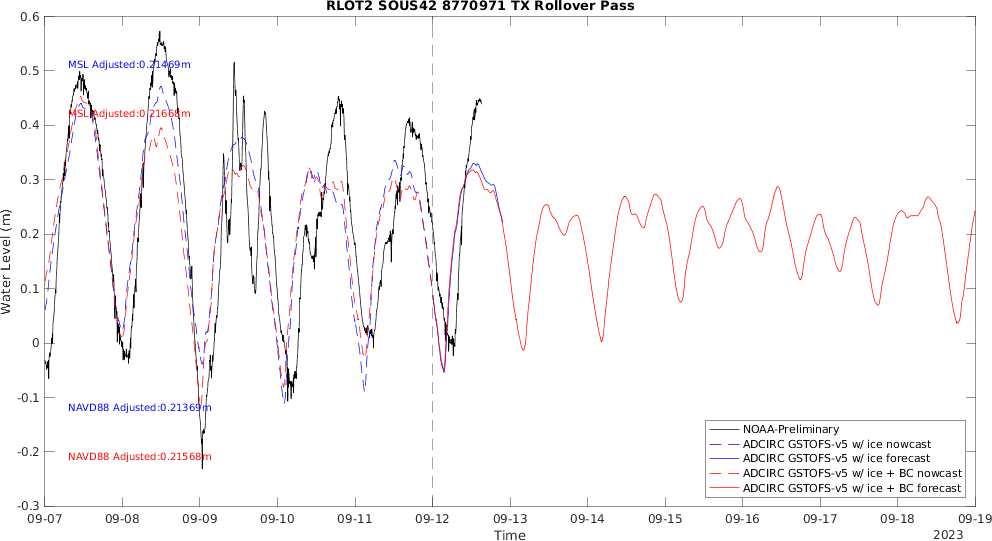 RLOT2 SOUS42 8770971 TX Rollover Pass
0.6
0.5
0.4
0.3
0.2
0.1
0
-0.1
-0.2
-0.3
Water Level (m)
MSL Adjusted:0.21469m
MSL Adjusted:0.21668m
NAVD88 Adjusted:0.21369m
NAVD88 Adjusted:0.21568m
NOAA-Preliminary
ADCIRC GSTOFS-v5 w/ ice nowcast
ADCIRC GSTOFS-v5 w/ ice forecast
ADCIRC GSTOFS-v5 w/ ice + BC nowcast
ADCIRC GSTOFS-v5 w/ ice + BC forecast
09-07 09-08 09-09 09-10 09-11 09-12 09-13 09-14 09-15 09-16 09-17 09-18 09-19
Time
2023